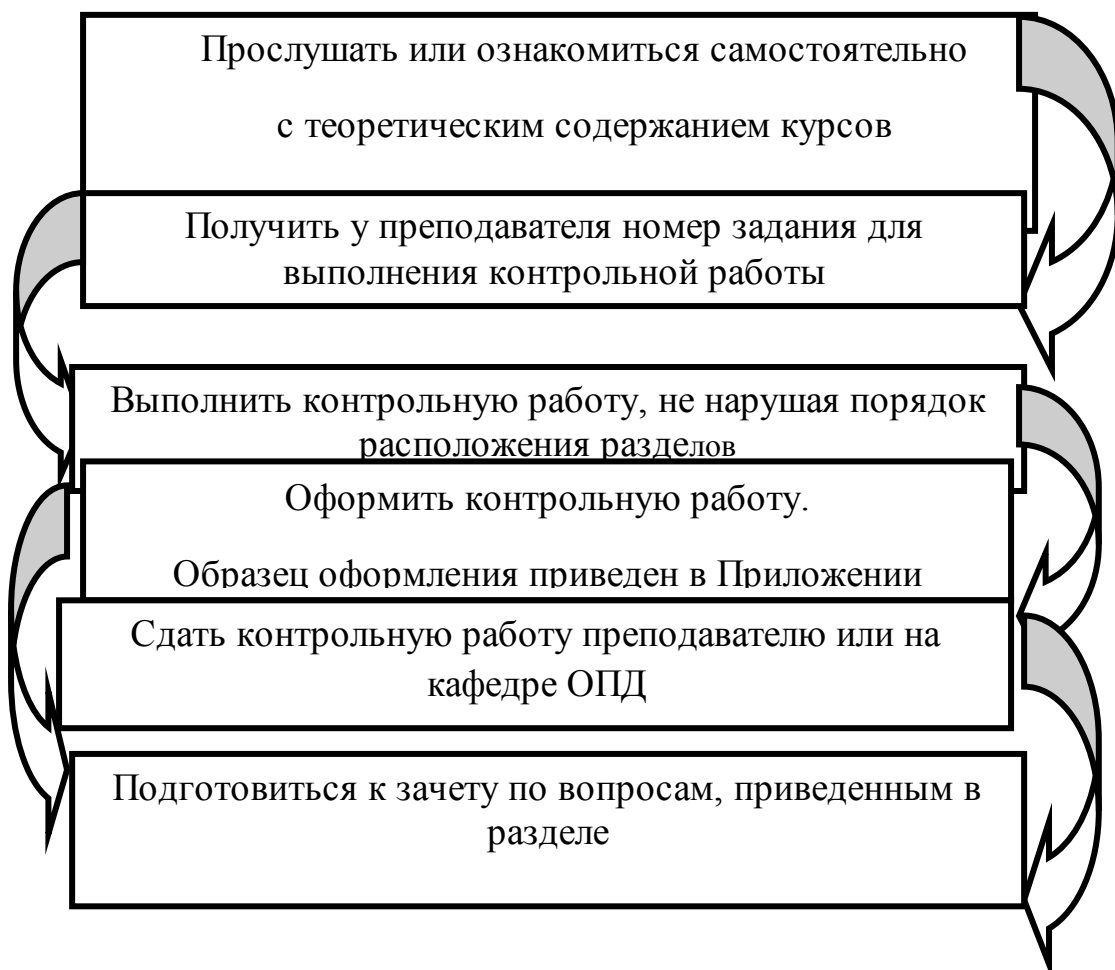 Прослушать или ознакомиться самостоятельно
с теоретическим содержанием курсов
Получить у преподавателя номер задания для
выполнения контрольной работы
Выполнить контрольную работу, не нарушая порядок
расположения разделов
Оформить контрольную работу.
Образец оформления приведен в Приложении
Сдать контрольную работу преподавателю или на
кафедре ОПД
Подготовиться к зачету по вопросам, приведенным в
разделе